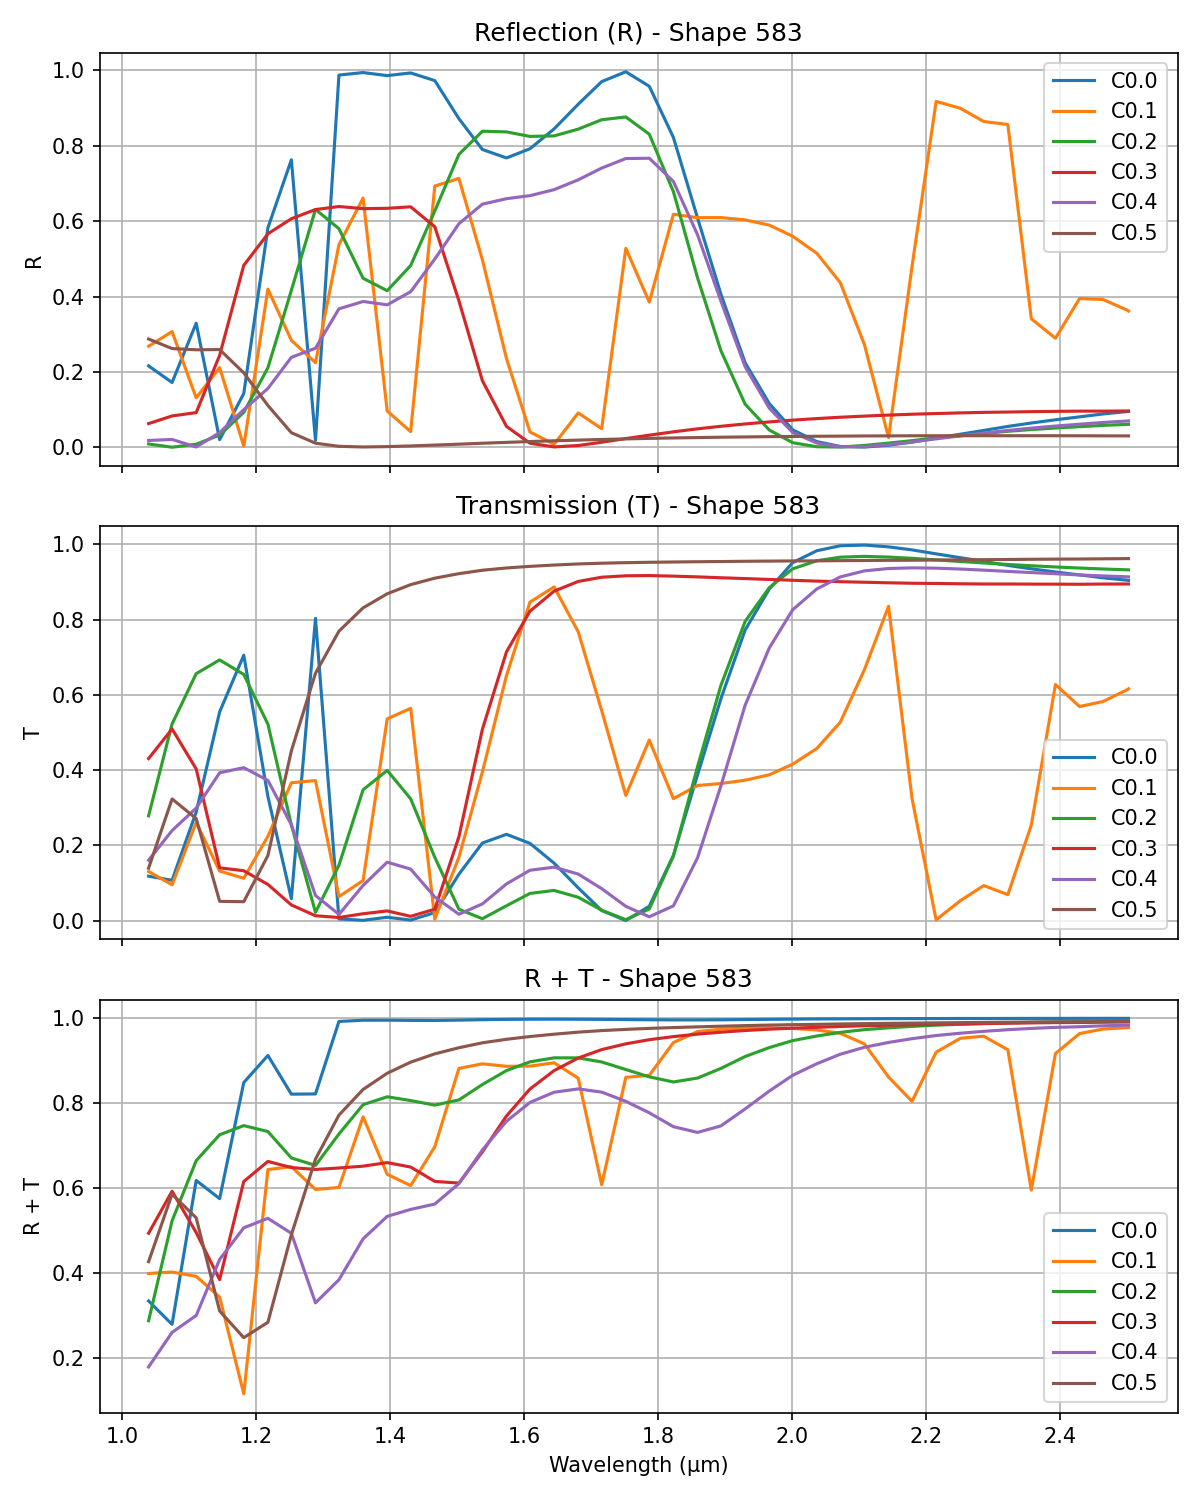 Reflection (R) - Shape 583
1.0
0.8
0.6
0.4
0.2
0.0
R
C0.0
C0.1
C0.2
C0.3
C0.4
C0.5
Transmission (T) - Shape 583
1.0
0.8
0.6
0.4
0.2
0.0
T
C0.0
C0.1
C0.2
C0.3
C0.4
C0.5
R + T - Shape 583
1.0
0.8
0.6
0.4
0.2
R + T
C0.0
C0.1
C0.2
C0.3
C0.4
C0.5
1.0 1.2 1.4 1.6 1.8 2.0 2.2 2.4
Wavelength (μm)